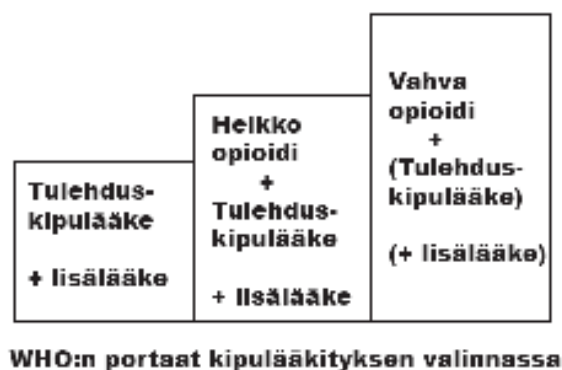 Tulehdus-
kipulääke
+ lisälääke
Heikko
opioidi
+
Tulehdus-
kipulääke
+ lisälääke
Vahva
opioidi
+
(Tulehdus-
kipulääke)
(+ lisälääke)
WHO:n portaat kipulääkityksen valinnassa